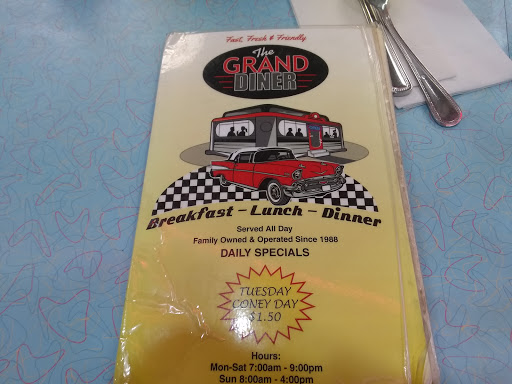 Fast, Fresh & Friendly
The
GRAND
DINER
Breakfast - Lunch - Dinner
Served All Day
Family Owned & Operated Since 1988
DAILY SPECIALS
TUESDAY
CONEY DAY
$1.50
Hours:
Mon-Sat 7:00am - 9:00pm
Sun 8:00am - 4:00pm